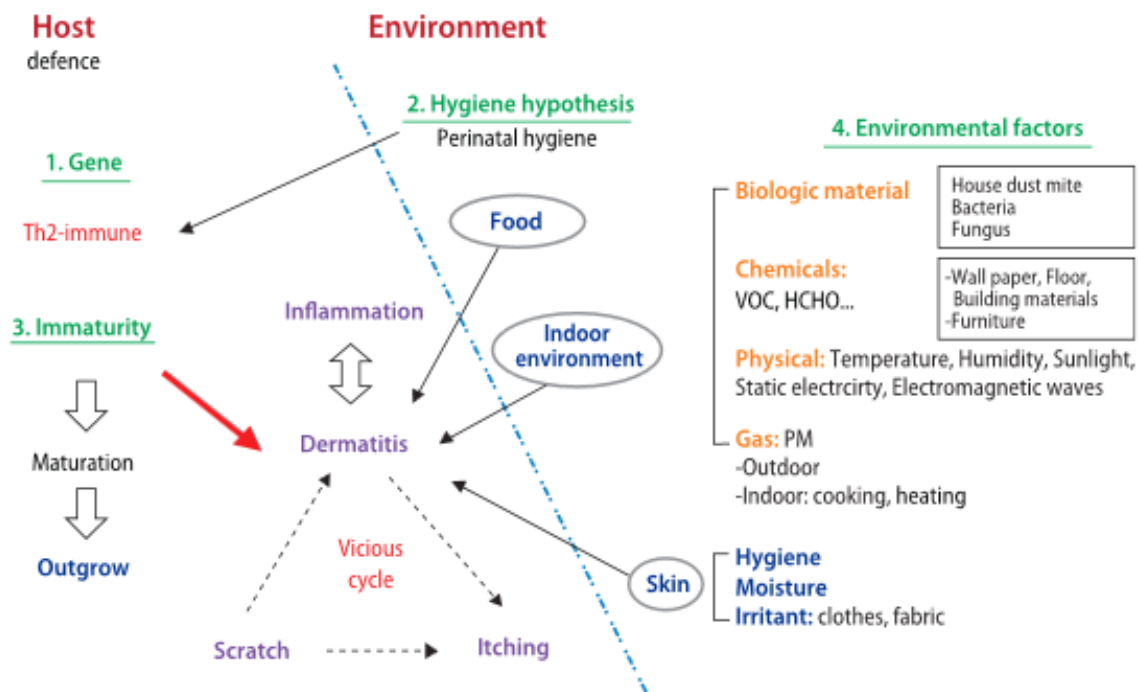 Host
defence
Environment
1. Gene
Th2-immune
2. Hygiene hypothesis
Perinatal hygiene
3. Immaturity
Maturation
Outgrow
Inflammation
Dermatitis
Vicious
cycle
Scratch
Itching
Food
Indoor
environment
Skin
4. Environmental factors
Biologic material
House dust mite
Bacteria
Fungus
Chemicals:
VOC, HCHO...
-Wall paper, Floor,
Building materials
-Furniture
Physical: Temperature, Humidity, Sunlight,
Static electrcirty, Electromagnetic waves
Gas: PM
-Outdoor
-Indoor: cooking, heating
Hygiene
Moisture
Irritant: clothes, fabric